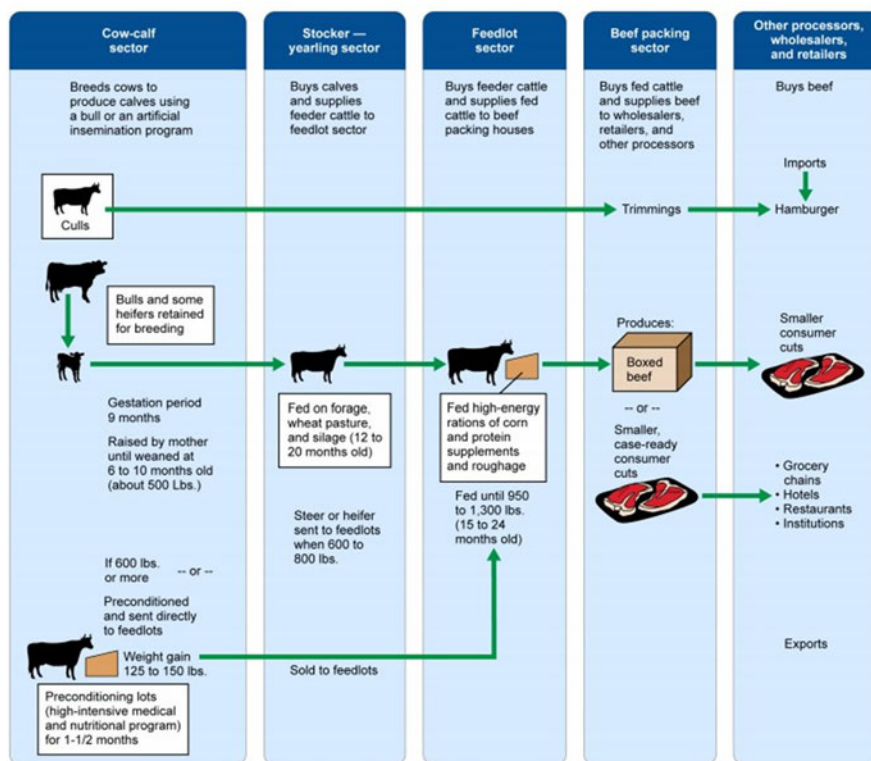 Cow-calf
sector
Breeds cows to
produce calves using
a bull or an artificial
insemination program
Culls
Bulls and some
heifers retained
for breeding
Gestation period
9 months
Raised by mother
until weaned at
6 to 10 months old
(about 500 Lbs.)
If 600 lbs.
or more
-- or --
Preconditioned
and sent directly
to feedlots
Weight gain
125 to 150 lbs.
Preconditioning lots
(high-intensive medical
and nutritional program)
for 1-1/2 months
Stocker —
yearling sector
Buys calves
and supplies
feeder cattle to
feedlot sector
Fed on forage,
wheat pasture,
and silage (12 to
20 months old)
Steer or heifer
sent to feedlots
when 600 to
800 lbs.
Sold to feedlots
Feedlot
sector
Buys feeder cattle
and supplies fed
cattle to beef
packing houses
Fed high-energy
rations of corn
and protein
supplements
and roughage
Fed until 950
to 1,300 lbs.
(15 to 24
months old)
Beef packing
sector
Buys fed cattle
and supplies beef
to wholesalers,
retailers, and
other processors
Trimmings
Produces:
Boxed
beef
-- or --
Smaller,
case-ready
consumer
cuts
Other processors,
wholesalers,
and retailers
Buys beef
Imports
Hamburger
Smaller
consumer
cuts
• Grocery
chains
• Hotels
• Restaurants
• Institutions
Exports